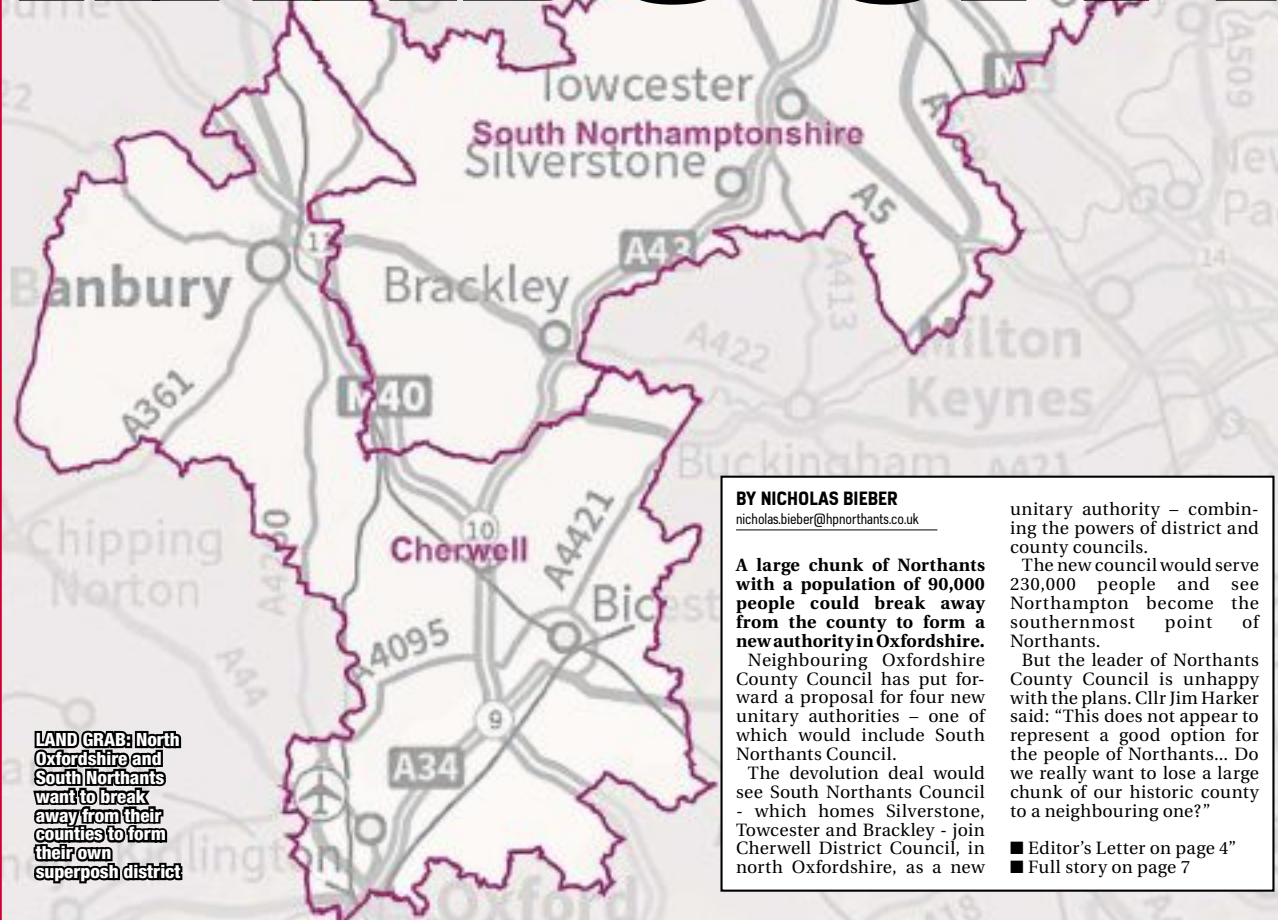 Towcester
M1
A509
South Northamptonshire
Silverstone
A5
A43
A413
Banbury
Brackley
14
A422
Milton
Keynes
M40
A361
Buckingham
A421
Chipping
Norton
10
Cherwell
A4421
A4095
A44
9
A34
Oxford
LAND GRAB: North
Oxfordshire and
South Northants
want to break
away from their
counties to form
their own
superposh district
BY NICHOLAS BIEBER
nicholas.bieber@hpnorthants.co.uk
A large chunk of Northants
with a population of 90,000
people could break away
from the county to form a
new authority in Oxfordshire.
Neighbouring Oxfordshire
County Council has put for-
ward a proposal for four new
unitary authorities – one of
which would include South
Northants Council.
The devolution deal would
see South Northants Council
- which homes Silverstone,
Towcester and Brackley - join
Cherwell District Council, in
north Oxfordshire, as a new
unitary authority – combin-
ing the powers of district and
county councils.
The new council would serve
230,000 people and see
Northampton become the
southernmost point of
Northants.
But the leader of Northants
County Council is unhappy
with the plans. Cllr Jim Harker
said: “This does not appear to
represent a good option for
the people of Northants... Do
we really want to lose a large
chunk of our historic county
to a neighbouring one?”
■ Editor’s Letter on page 4”
■ Full story on page 7